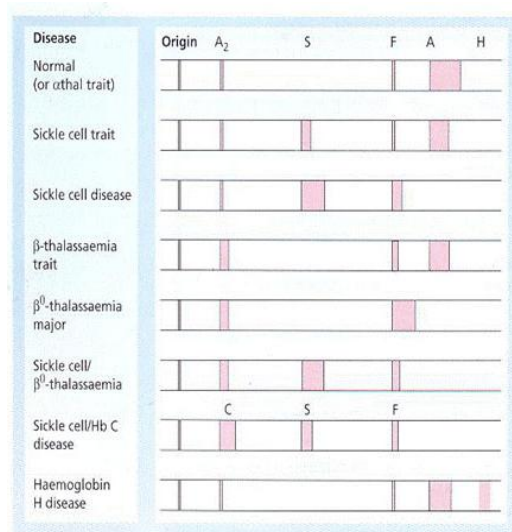 Disease
Origin A₂ S F A H
Normal
(or αthal trait)
Sickle cell trait
Sickle cell disease
β-thalassaemia
trait
β⁰-thalassaemia
major
Sickle cell/
β⁰-thalassaemia
C S F
Sickle cell/Hb C
disease
Haemoglobin
H disease